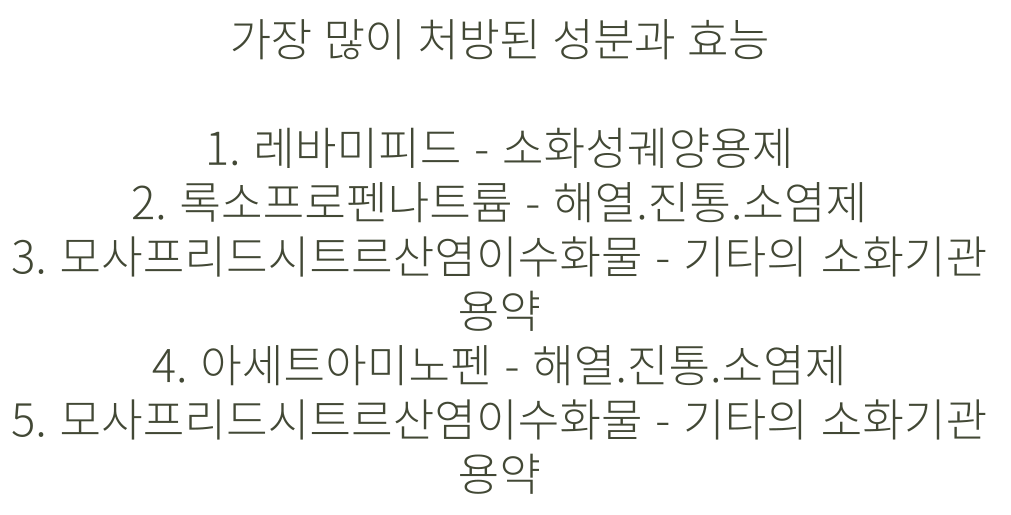 가장 많이 처방된 성분과 효능
1. 레바미피드 - 소화성궤양용제
2. 록소프로펜나트륨 - 해열.진통.소염제
3. 모사프리드시트르산염이수화물 - 기타의 소화기관
용약
4. 아세트아미노펜 - 해열.진통.소염제
5. 모사프리드시트르산염이수화물 - 기타의 소화기관
용약